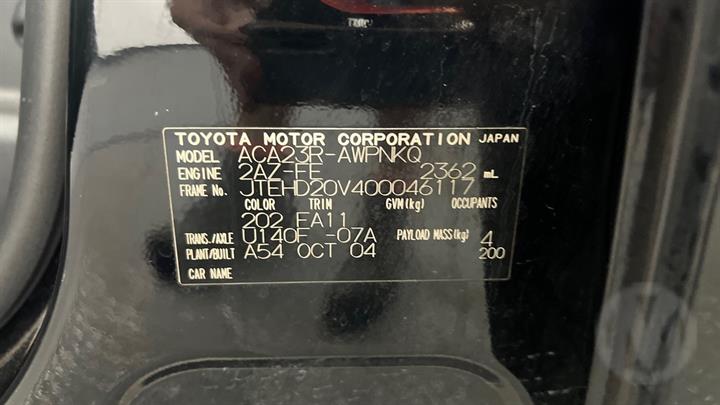 TOYOTA MOTOR CORPORATION JAPAN
MODEL ACA23R-AWPNKQ
ENGINE 2AZ-FE 2362 mL
FRAME No. JTEHD20V400046117
COLOR TRIM GVM(kg) OCCUPANTS
202 FA11
TRANS./AXLE U140F -07A PAYLOAD MASS(kg) 4
PLANT/BUILT A54 OCT 04 200
CAR NAME